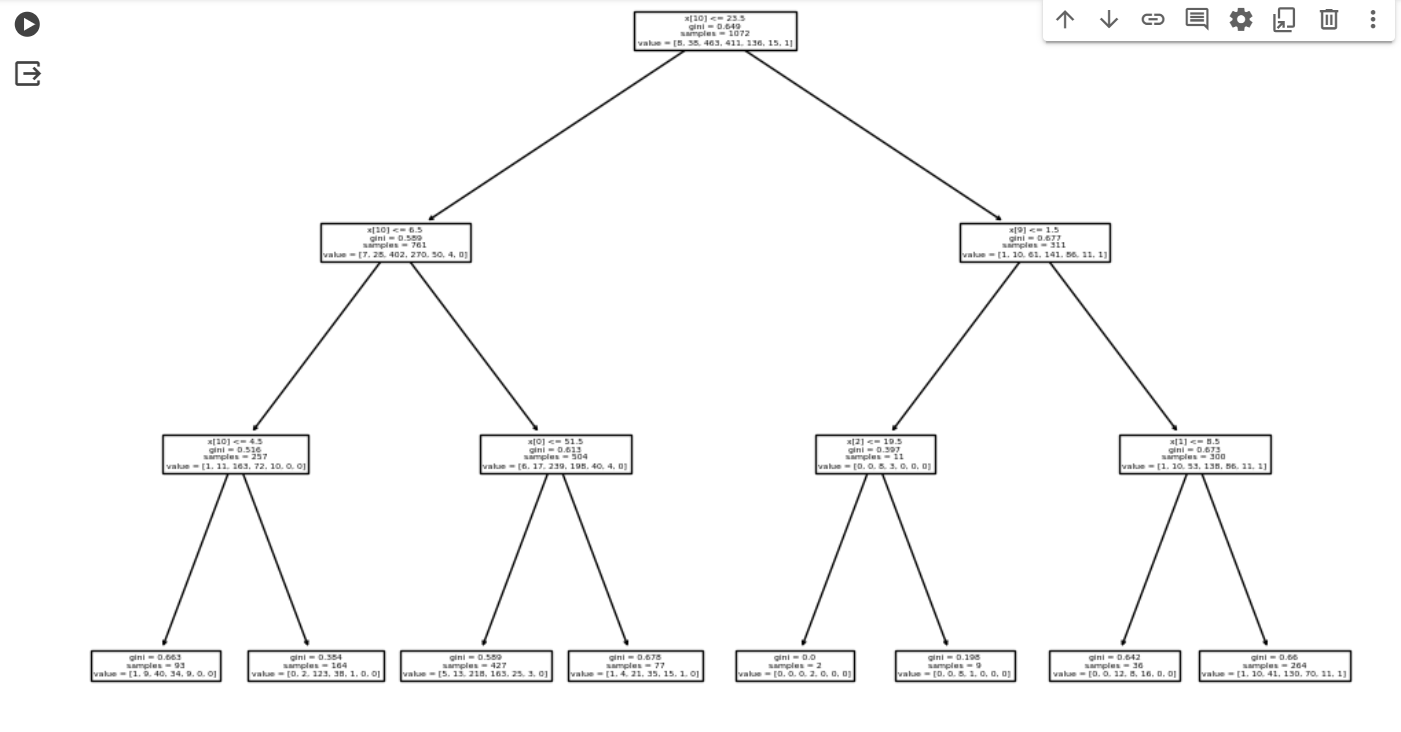 x[10] <= 23.5
gini = 0.649
samples = 1072
value = [8, 38, 463, 411, 136, 15, 1]
x[10] <= 6.5
gini = 0.589
samples = 761
value = [7, 28, 402, 270, 50, 4, 0]
x[9] <= 1.5
gini = 0.677
samples = 311
value = [1, 10, 61, 141, 86, 11, 1]
x[10] <= 4.5
gini = 0.516
samples = 257
value = [1, 11, 163, 72, 10, 0, 0]
x[0] <= 51.5
gini = 0.613
samples = 504
value = [6, 17, 239, 198, 40, 4, 0]
x[2] <= 19.5
gini = 0.397
samples = 11
value = [0, 0, 8, 3, 0, 0, 0]
x[1] <= 8.5
gini = 0.673
samples = 300
value = [1, 10, 53, 138, 86, 11, 1]
gini = 0.663
samples = 93
value = [1, 9, 40, 34, 9, 0, 0]
gini = 0.384
samples = 164
value = [0, 2, 123, 38, 1, 0, 0]
gini = 0.589
samples = 427
value = [5, 13, 218, 163, 25, 3, 0]
gini = 0.678
samples = 77
value = [1, 4, 21, 35, 15, 1, 0]
gini = 0.0
samples = 2
value = [0, 0, 0, 2, 0, 0, 0]
gini = 0.198
samples = 9
value = [0, 0, 8, 1, 0, 0, 0]
gini = 0.642
samples = 36
value = [0, 0, 12, 8, 16, 0, 0]
gini = 0.66
samples = 264
value = [1, 10, 41, 130, 70, 11, 1]